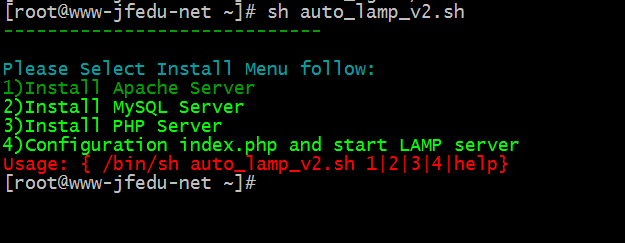 [root@www-jfedu-net ~]# sh auto_lamp_v2.sh
-----------------------------
Please Select Install Menu follow:
1)Install Apache Server
2)Install MySQL Server
3)Install PHP Server
4)Configuration index.php and start LAMP server
Usage: { /bin/sh auto_lamp_v2.sh 1|2|3|4|help}
[root@www-jfedu-net ~]#